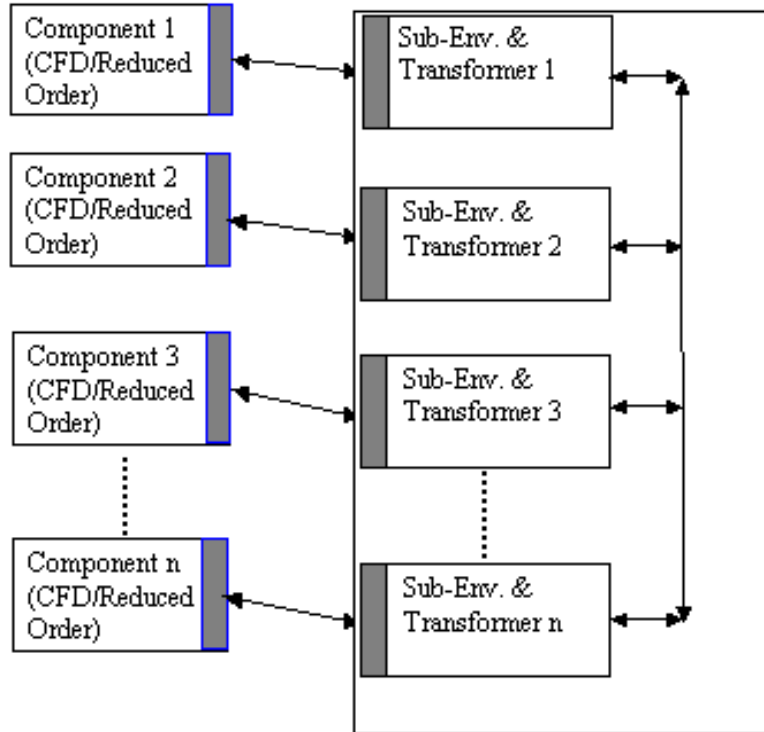 Component 1
(CFD/Reduced
Order)
Sub-Env. &
Transformer 1
Component 2
(CFD/Reduced
Order)
Sub-Env. &
Transformer 2
Component 3
(CFD/Reduced
Order)
Sub-Env. &
Transformer 3
Component n
(CFD/Reduced
Order)
Sub-Env. &
Transformer n